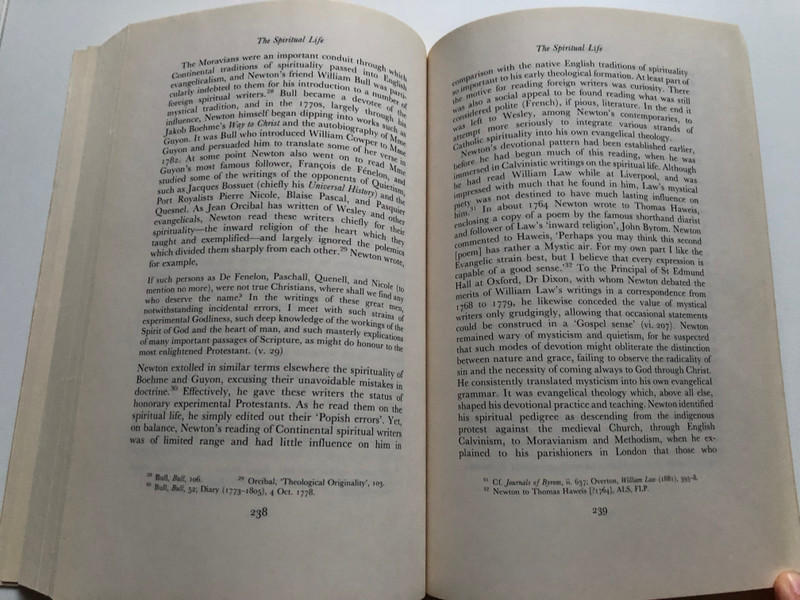 The Spiritual Life
The Moravians were an important conduit through which
Continental traditions of spirituality passed into English
evangelicalism, and Newton's friend William Bull was parti-
cularly indebted to them for his introduction to a number of
foreign spiritual writers.²⁸ Bull became a devotee of the
mystical tradition, and in the 1770s, largely through his
influence, Newton himself began dipping into works such as
Jakob Boehme's Way to Christ and the autobiography of Mme
Guyon. It was Bull who introduced William Cowper to Mme
Guyon and persuaded him to translate some of her verse in
1782. At some point Newton also went on to read Mme
Guyon's most famous follower, François de Fénelon, and
studied some of the writings of the opponents of Quietism,
such as Jacques Bossuet (chiefly his Universal History) and the
Port Royalists Pierre Nicole, Blaise Pascal, and Pasquier
Quesnel. As Jean Orcibal has written of Wesley and other
evangelicals, Newton read these writers chiefly for their
spirituality—the inward religion of the heart which they
taught and exemplified—and largely ignored the polemics
which divided them sharply from each other.²⁹ Newton wrote,
for example,
If such persons as De Fenelon, Paschall, Quenell, and Nicole (to
mention no more), were not true Christians, where shall we find any
who deserve the name? In the writings of these great men,
notwithstanding incidental errors, I meet with such strains of
experimental Godliness, such deep knowledge of the workings of the
Spirit of God and the heart of man, and such masterly explications
of many important passages of Scripture, as might do honour to the
most enlightened Protestant. (v. 29)
Newton extolled in similar terms elsewhere the spirituality of
Boehme and Guyon, excusing their unavoidable mistakes in
doctrine.³⁰ Effectively, he gave these writers the status of
honorary experimental Protestants. As he read them on the
spiritual life, he simply edited out their 'Popish errors'. Yet,
on balance, Newton's reading of Continental spiritual writers
was of limited range and had little influence on him in
²⁸ Bull, Bull, 106. ²⁹ Orcibal, 'Theological Originality', 103.
³⁰ Bull, Bull, 52; Diary (1773–1805), 4 Oct. 1778.
238
The Spiritual Life
comparison with the native English traditions of spirituality
so important to his early theological formation. At least part of
the motive for reading foreign writers was curiosity. There
was also a social appeal to be found reading what was still
considered polite (French), if pious, literature. In the end it
was left to Wesley, among Newton's contemporaries, to
attempt more seriously to integrate various strands of
Catholic spirituality into his own evangelical theology.
Newton's devotional pattern had been established earlier,
before he had begun much of this reading, when he was
immersed in Calvinistic writings on the spiritual life. Although
he had read William Law while at Liverpool, and was
impressed with much that he found in him, Law's mystical
piety was not destined to have much lasting influence on
him.³¹ In about 1764 Newton wrote to Thomas Haweis,
enclosing a copy of a poem by the famous shorthand diarist
and follower of Law's 'inward religion', John Byrom. Newton
commented to Haweis, 'Perhaps you may think this second
[poem] has rather a Mystic air. For my own part I like the
Evangelic strain best, but I believe that every expression is
capable of a good sense.'³² To the Principal of St Edmund
Hall at Oxford, Dr Dixon, with whom Newton debated the
merits of William Law's writings in a correspondence from
1768 to 1779, he likewise conceded the value of mystical
writers only grudgingly, allowing that occasional statements
could be construed in a 'Gospel sense' (vi. 207). Newton
remained wary of mysticism and quietism, for he suspected
that such modes of devotion might obliterate the distinction
between nature and grace, failing to observe the radicality of
sin and the necessity of coming always to God through Christ.
He consistently translated mysticism into his own evangelical
grammar. It was evangelical theology which, above all else,
shaped his devotional practice and teaching. Newton identified
his spiritual pedigree as descending from the indigenous
protest against the medieval Church, through English
Calvinism, to Moravianism and Methodism, when he ex-
plained to his parishioners in London that those who
³¹ Cf. Journals of Byrom, ii. 637; Overton, William Law (1881),
³² Newton to Thomas Haweis [?1764], ALS, FLP.
239